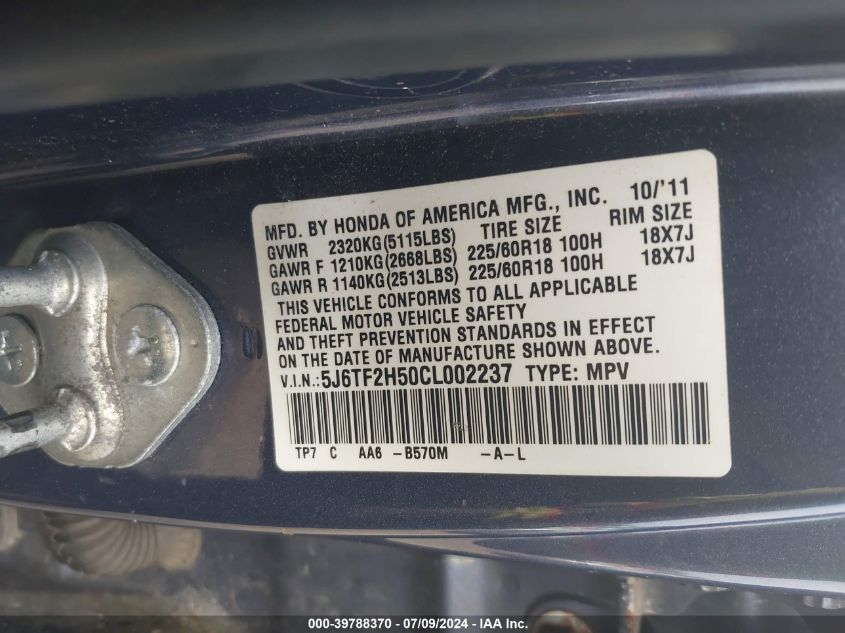 MFD. BY HONDA OF AMERICA MFG., INC. 10/'11
GVWR 2320KG(5115LBS) TIRE SIZE RIM SIZE
GAWR F 1210KG(2668LBS) 225/60R18 100H 18X7J
GAWR R 1140KG(2513LBS) 225/60R18 100H 18X7J
THIS VEHICLE CONFORMS TO ALL APPLICABLE
FEDERAL MOTOR VEHICLE SAFETY
AND THEFT PREVENTION STANDARDS IN EFFECT
ON THE DATE OF MANUFACTURE SHOWN ABOVE.
V.I.N.:5J6TF2H50CL002237 TYPE: MPV
TP7 C AA6 -B570M -A-L
000-39788370 / 07/09/2024 - IAA Inc.